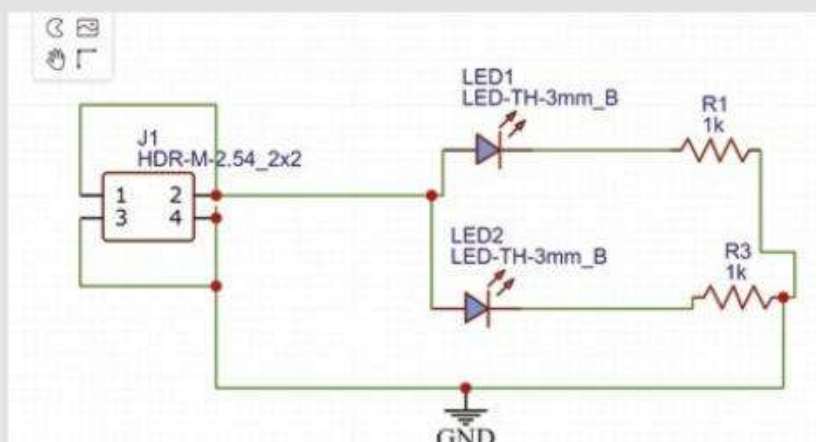 LED1
LED-TH-3mm_B
R1
1k
J1
HDR-M-2.54_2x2
1 2
3 4
LED2
LED-TH-3mm_B
R3
1k
GND